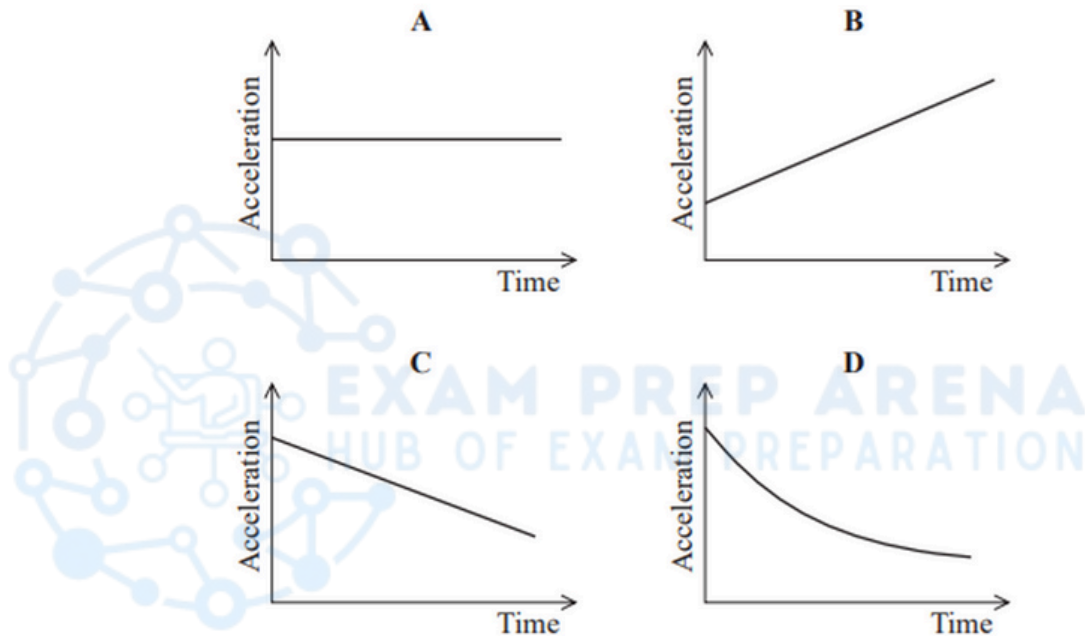 A
B
Acceleration
Acceleration
Time
Time
C
D
EXAM PREP ARENA
HUB OF EXAM PREPARATION
Acceleration
Acceleration
Time
Time